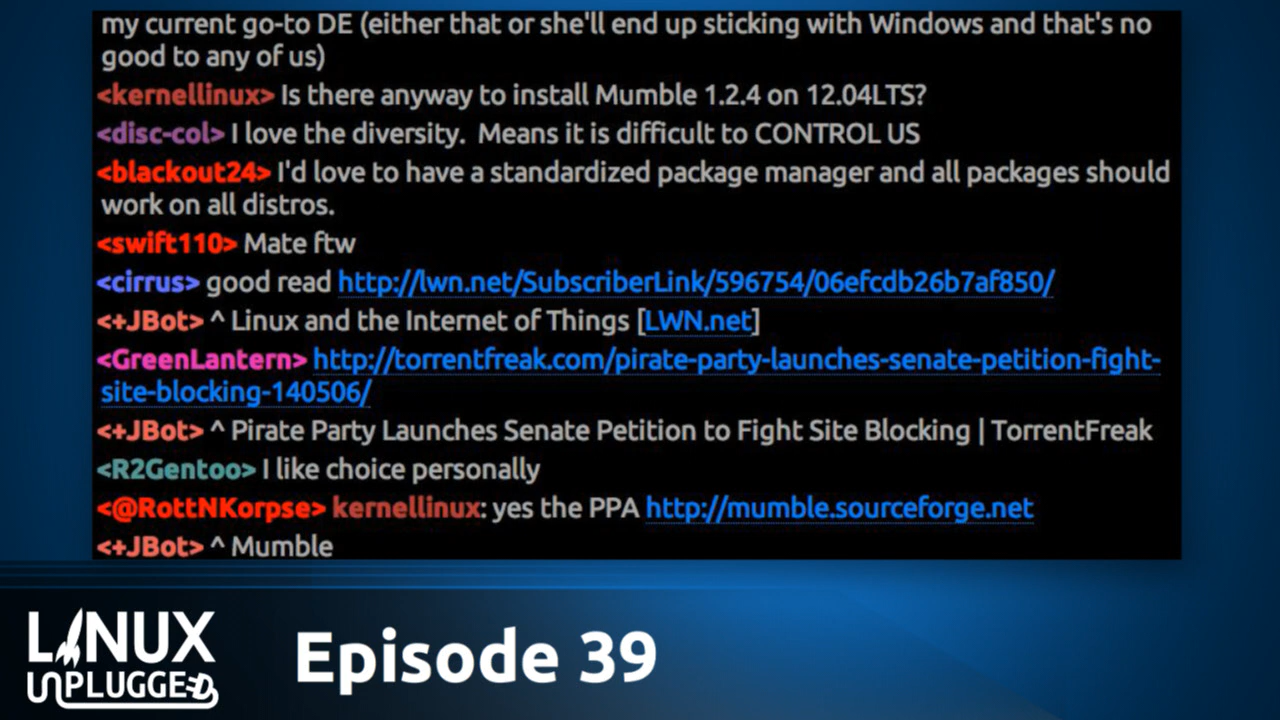 my current go-to DE (either that or she'll end up sticking with Windows and that's no
good to any of us)
<kernellinux> Is there anyway to install Mumble 1.2.4 on 12.04LTS?
<disc-col> I love the diversity.  Means it is difficult to CONTROL US
<blackout24> I'd love to have a standardized package manager and all packages should
work on all distros.
<swift110> Mate ftw
<cirrus> good read http://lwn.net/SubscriberLink/596754/06efcdb26b7af850/
<+JBot> ^ Linux and the Internet of Things [LWN.net]
<GreenLantern> http://torrentfreak.com/pirate-party-launches-senate-petition-fight-
site-blocking-140506/
<+JBot> ^ Pirate Party Launches Senate Petition to Fight Site Blocking | TorrentFreak
<R2Gentoo> I like choice personally
<@RottNKorpse> kernellinux: yes the PPA http://mumble.sourceforge.net
<+JBot> ^ Mumble
LINUX
UNPLUGGED
Episode 39